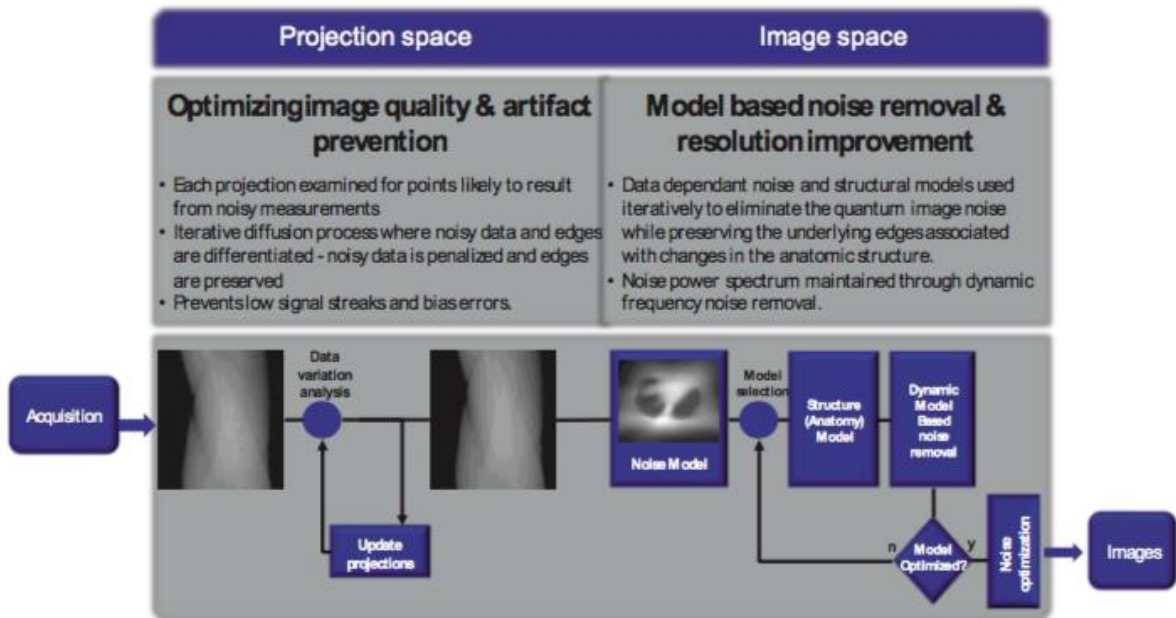 Projection space
Image space
Optimizing image quality & artifact
prevention
• Each projection examined for points likely to result
from noisy measurements
• Iterative diffusion process where noisy data and edges
are differentiated - noisy data is penalized and edges
are preserved
• Prevents low signal streaks and bias errors.
Model based noise removal &
resolution improvement
• Data dependant noise and structural models used
iteratively to eliminate the quantum image noise
while preserving the underlying edges associated
with changes in the anatomic structure.
• Noise power spectrum maintained through dynamic
frequency noise removal.
Acquisition
Data
variation
analysis
Update
projections
Noise Model
Model
selection
Structure
(Anatomy)
Model
Dynamic
Model
Based
noise
removal
n
Model
Optimized?
y
Noise
optimization
Images